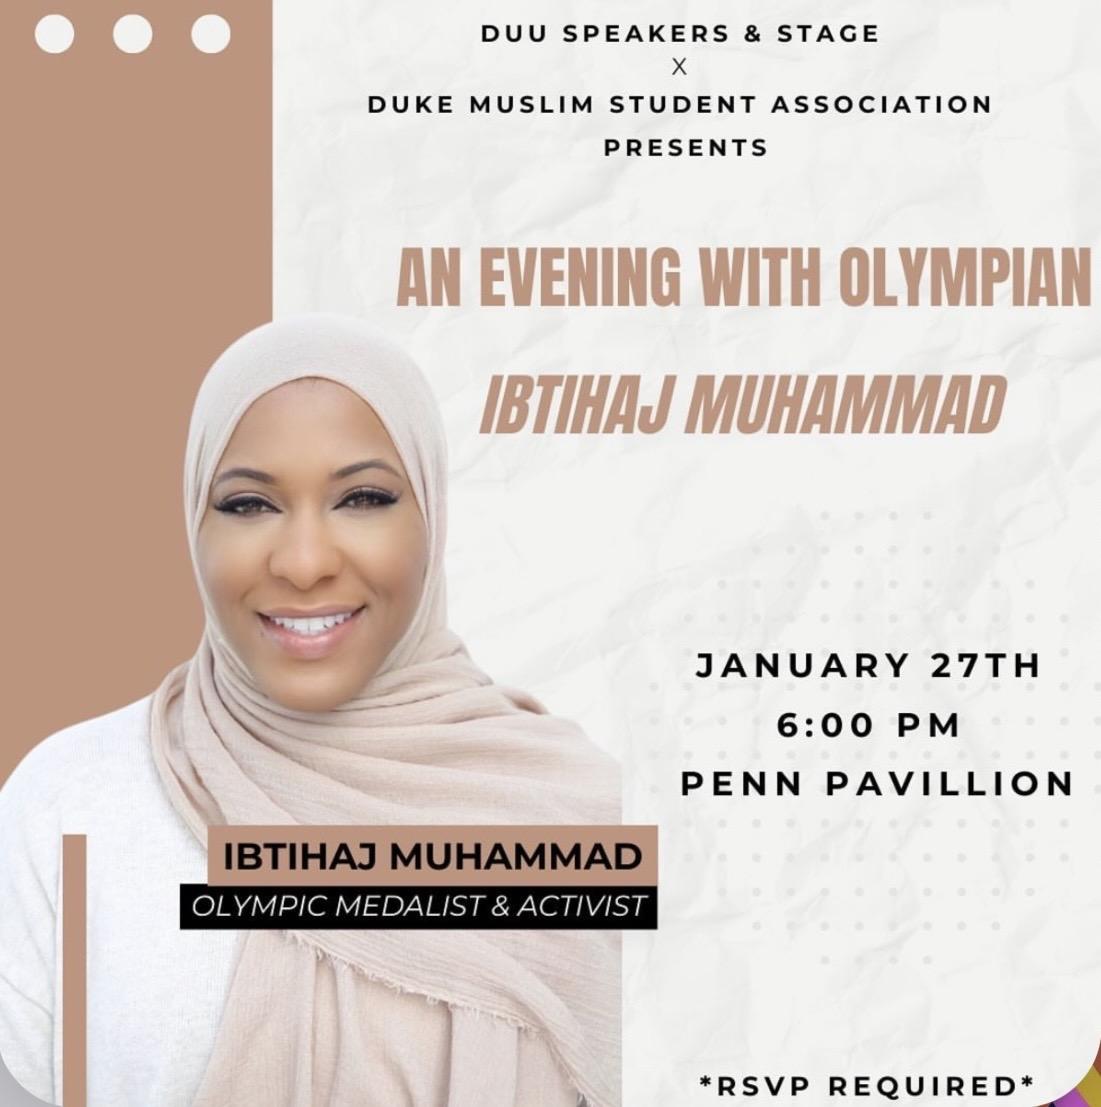 DUU SPEAKERS & STAGE
X
DUKE MUSLIM STUDENT ASSOCIATION
PRESENTS
AN EVENING WITH OLYMPIAN
IBTIHAJ MUHAMMAD
JANUARY 27TH
6:00 PM
PENN PAVILLION
IBTIHAJ MUHAMMAD
OLYMPIC MEDALIST & ACTIVIST
*RSVP REQUIRED*